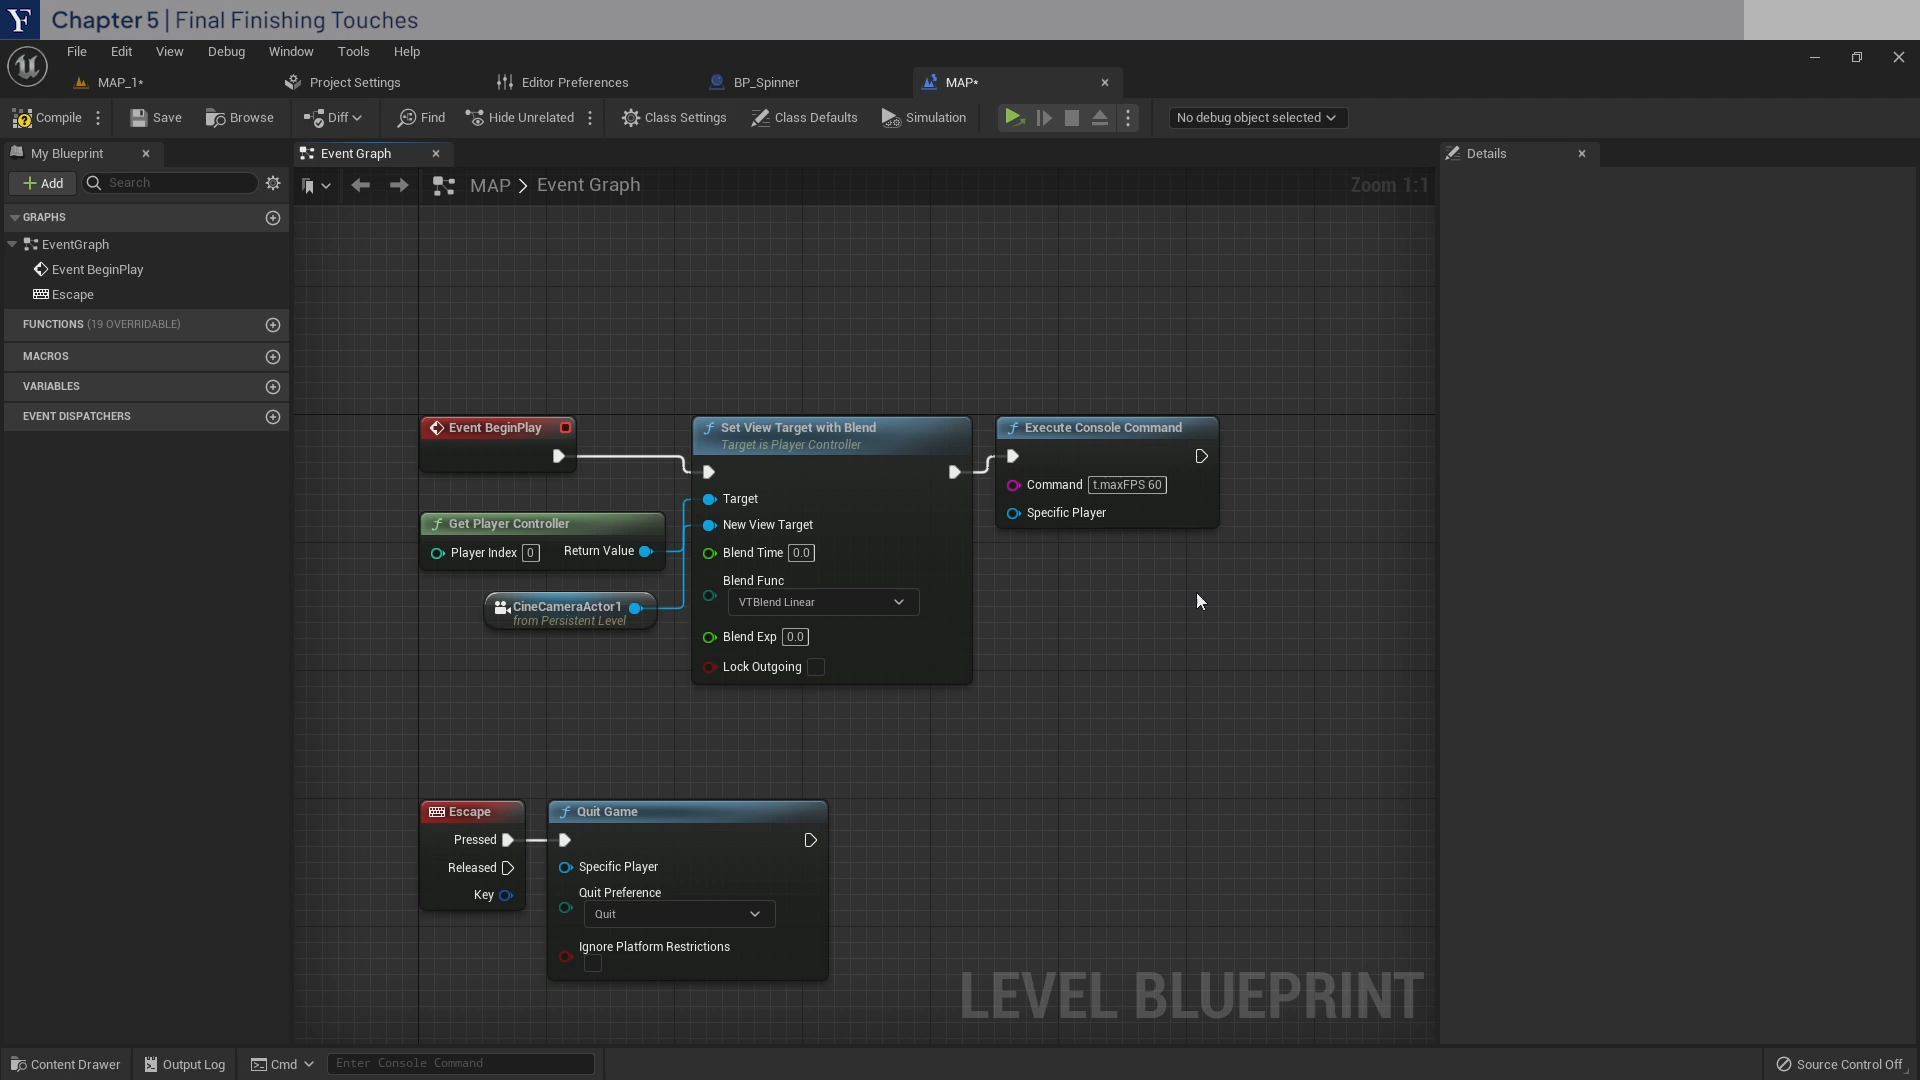 Chapter 5 | Final Finishing Touches
File Edit View Debug Window Tools Help
MAP_1* Project Settings Editor Preferences BP_Spinner MAP*
Compile Save Browse Diff Find Hide Unrelated Class Settings Class Defaults Simulation No debug object selected
My Blueprint Event Graph Details
Add Search MAP > Event Graph Zoom 1:1
GRAPHS
EventGraph
Event BeginPlay
Escape
FUNCTIONS (19 OVERRIDABLE)
MACROS
VARIABLES
EVENT DISPATCHERS
Event BeginPlay
Set View Target with Blend
Target is Player Controller
Target
New View Target
Blend Time 0.0
Blend Func
VTBlend Linear
Blend Exp 0.0
Lock Outgoing
Execute Console Command
Command t.maxFPS 60
Specific Player
Get Player Controller
Player Index 0 Return Value
CineCameraActor1
from Persistent Level
Escape
Pressed
Released
Key
Quit Game
Specific Player
Quit Preference
Quit
Ignore Platform Restrictions
LEVEL BLUEPRINT
Content Drawer Output Log Cmd Enter Console Command Source Control Off